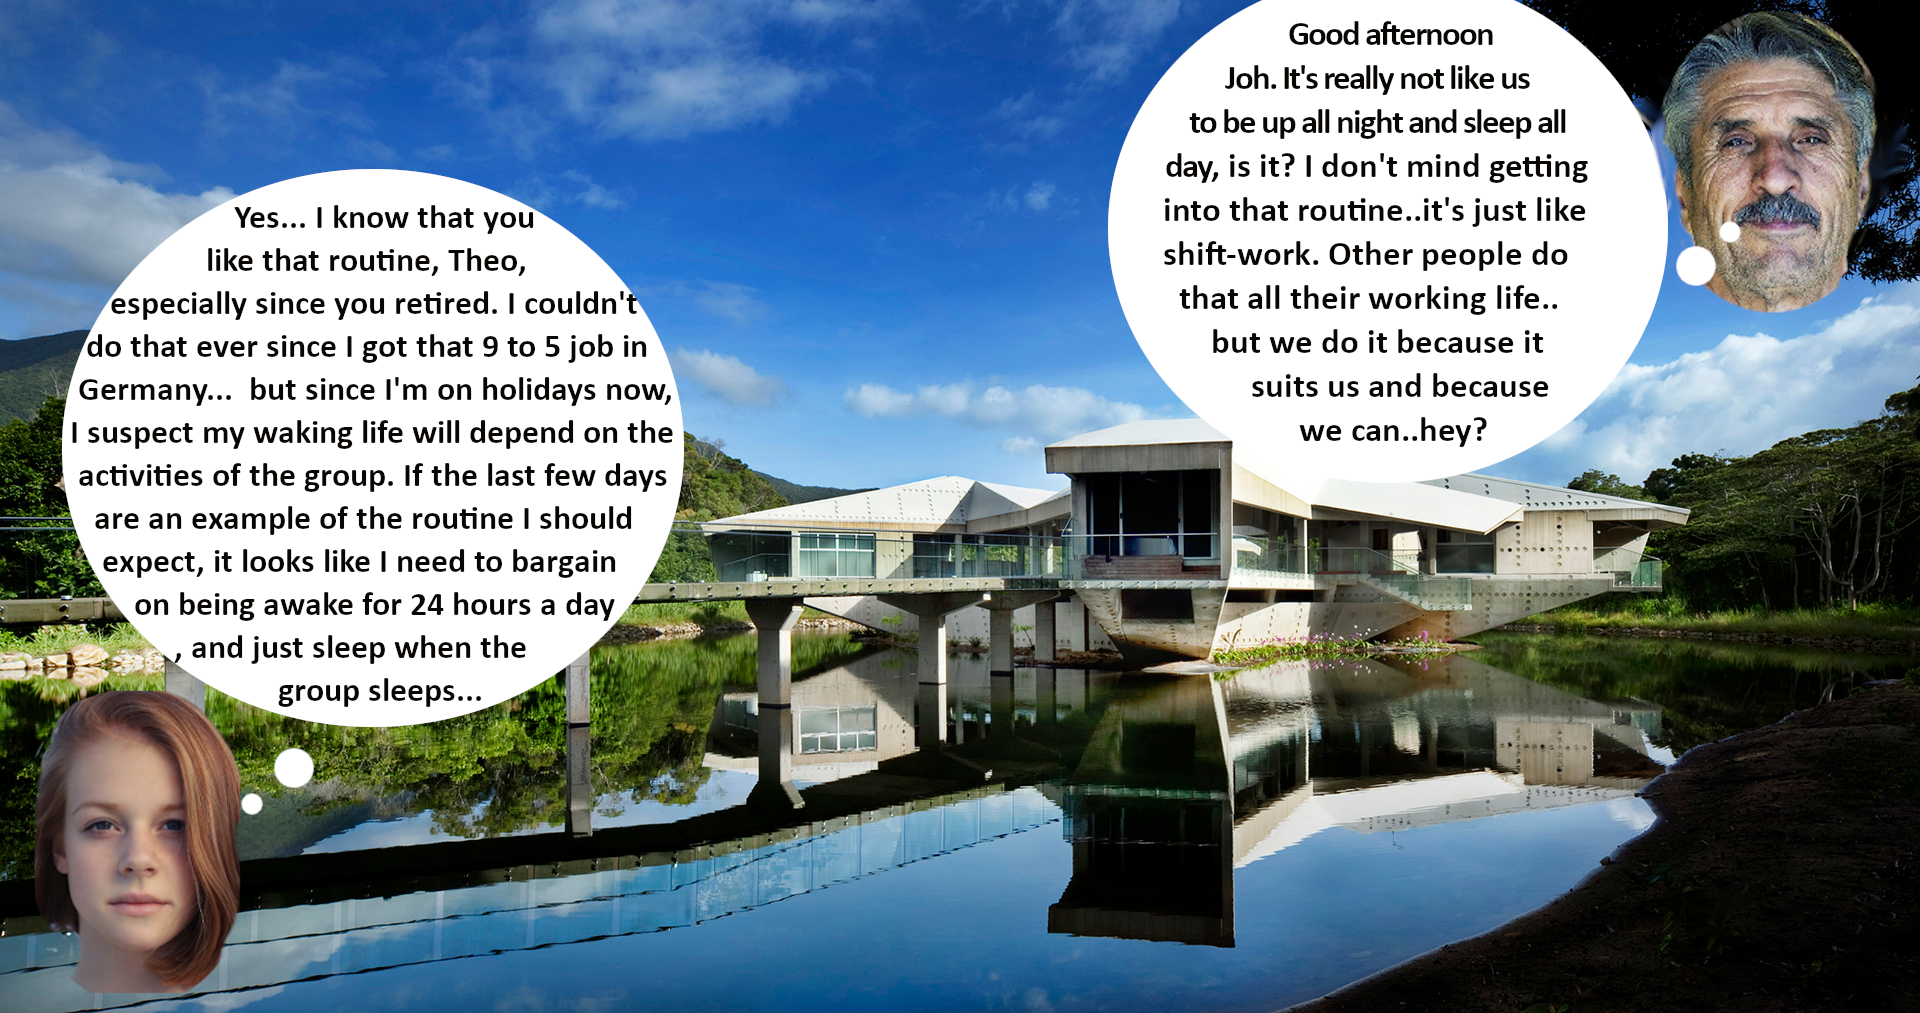 Good afternoon
Joh. It's really not like us
to be up all night and sleep all
day, is it? I don't mind getting
into that routine..it's just like
shift-work. Other people do
that all their working life..
but we do it because it
suits us and because
we can..hey?
Yes... I know that you
like that routine, Theo,
especially since you retired. I couldn't
do that ever since I got that 9 to 5 job in
Germany...  but since I'm on holidays now,
I suspect my waking life will depend on the
activities of the group. If the last few days
are an example of the routine I should
expect, it looks like I need to bargain
on being awake for 24 hours a day
, and just sleep when the
group sleeps...